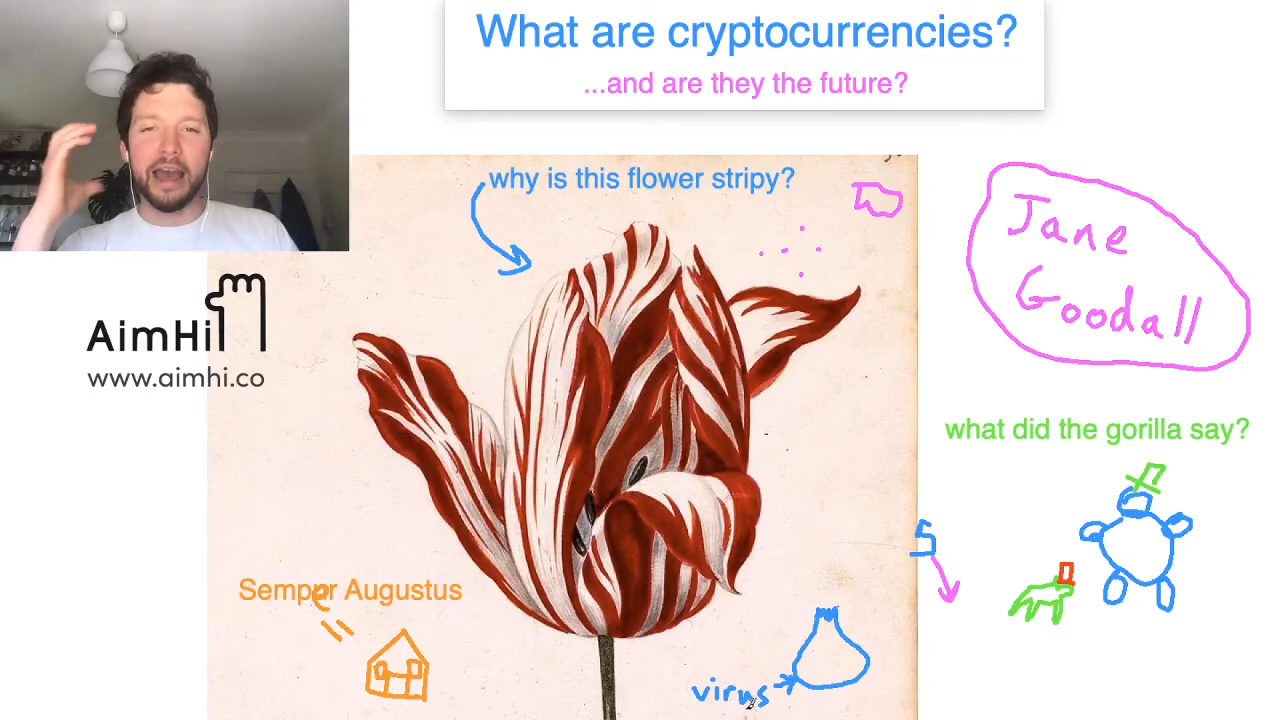 What are cryptocurrencies?
...and are they the future?
why is this flower stripy?
Jane
Goodall
AimHi
www.aimhi.co
what did the gorilla say?
Semper Augustus
virus